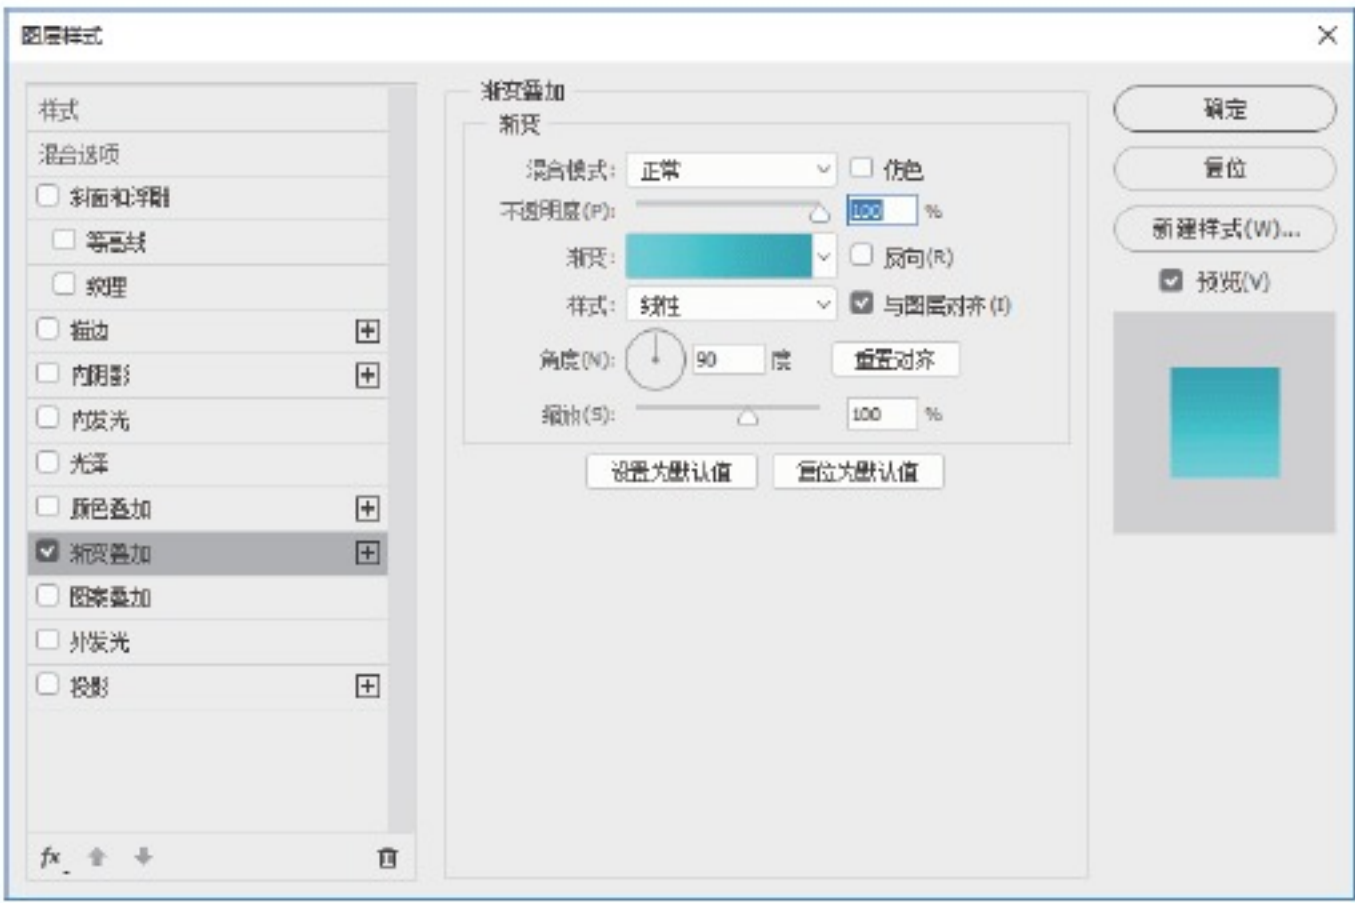 图层样式
样式
混合选项
斜面和浮雕
等高线
纹理
描边
内阴影
内发光
光泽
颜色叠加
渐变叠加
图案叠加
外发光
投影
fx
渐变叠加
渐变
混合模式: 正常 仿色
不透明度(P): 100 %
渐变: 反向(R)
样式: 线性 与图层对齐(I)
角度(N): 90 度 重置对齐
缩放(S): 100 %
设置为默认值 复位为默认值
确定
复位
新建样式(W)...
预览(V)